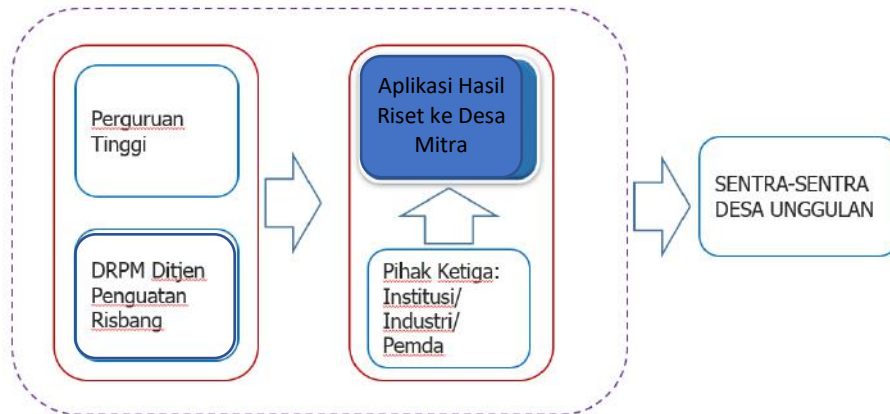 Perguruan
Tinggi
DRPM Ditjen
Penguatan
Risbang
Aplikasi Hasil
Riset ke Desa
Mitra
Pihak Ketiga:
Institusi/
Industri/
Pemda
SENTRA-SENTRA
DESA UNGGULAN